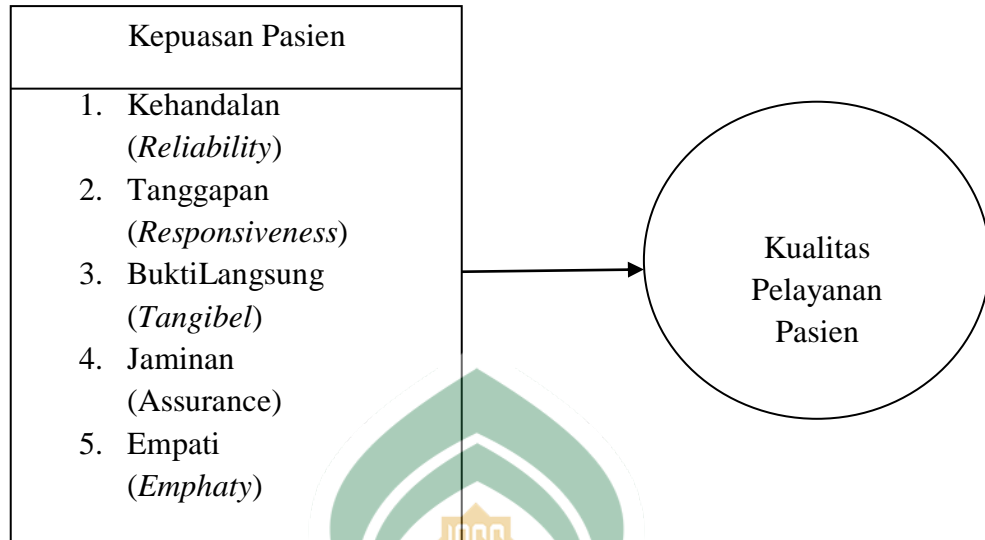 Kepuasan Pasien
1. Kehandalan
(Reliability)
2. Tanggapan
(Responsiveness)
3. BuktiLangsung
(Tangibel)
4. Jaminan
(Assurance)
5. Empati
(Emphaty)
Kualitas
Pelayanan
Pasien